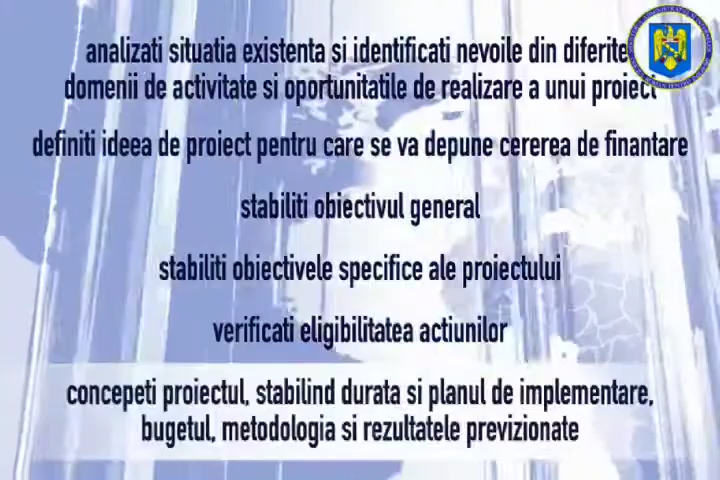 analizati situatia existenta si identificati nevoile din diferite
domenii de activitate si oportunitatile de realizare a unui proiect
definiti ideea de proiect pentru care se va depune cererea de finantare
stabiliti obiectivul general
stabiliti obiectivele specifice ale proiectului
verificati eligibilitatea actiunilor
concepeti proiectul, stabilind durata si planul de implementare,
bugetul, metodologia si rezultatele previzionate